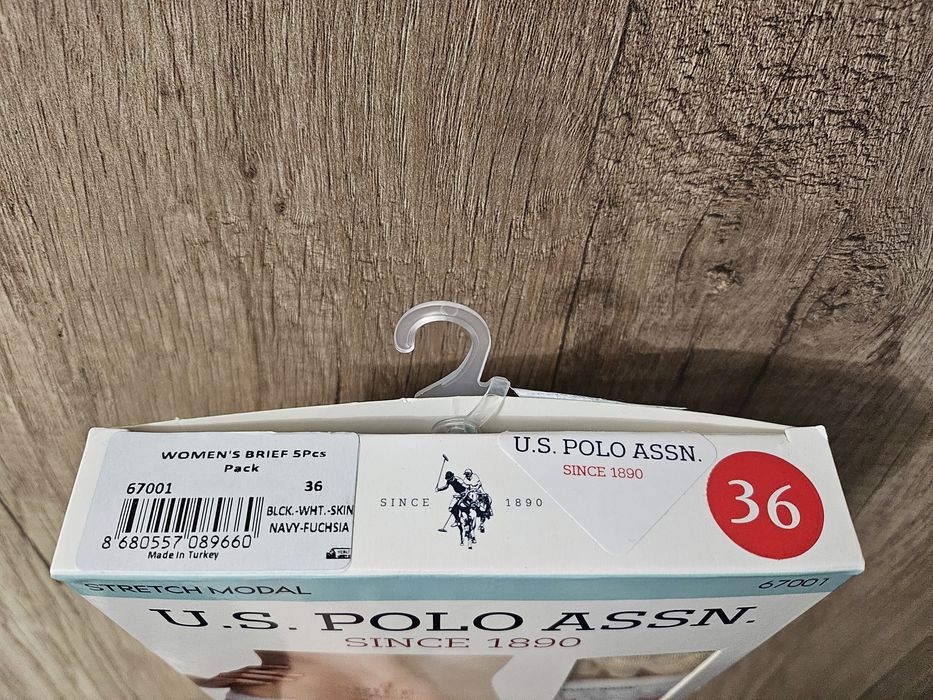 WOMEN'S BRIEF 5Pcs
Pack
67001 36
BLCK.-WHT.-SKIN
NAVY-FUCHSIA
8 680557 089660
Made In Turkey
SINCE 1890
U.S. POLO ASSN.
SINCE 1890
36
STRETCH MODAL 67001
U.S. POLO ASSN.
SINCE 1890